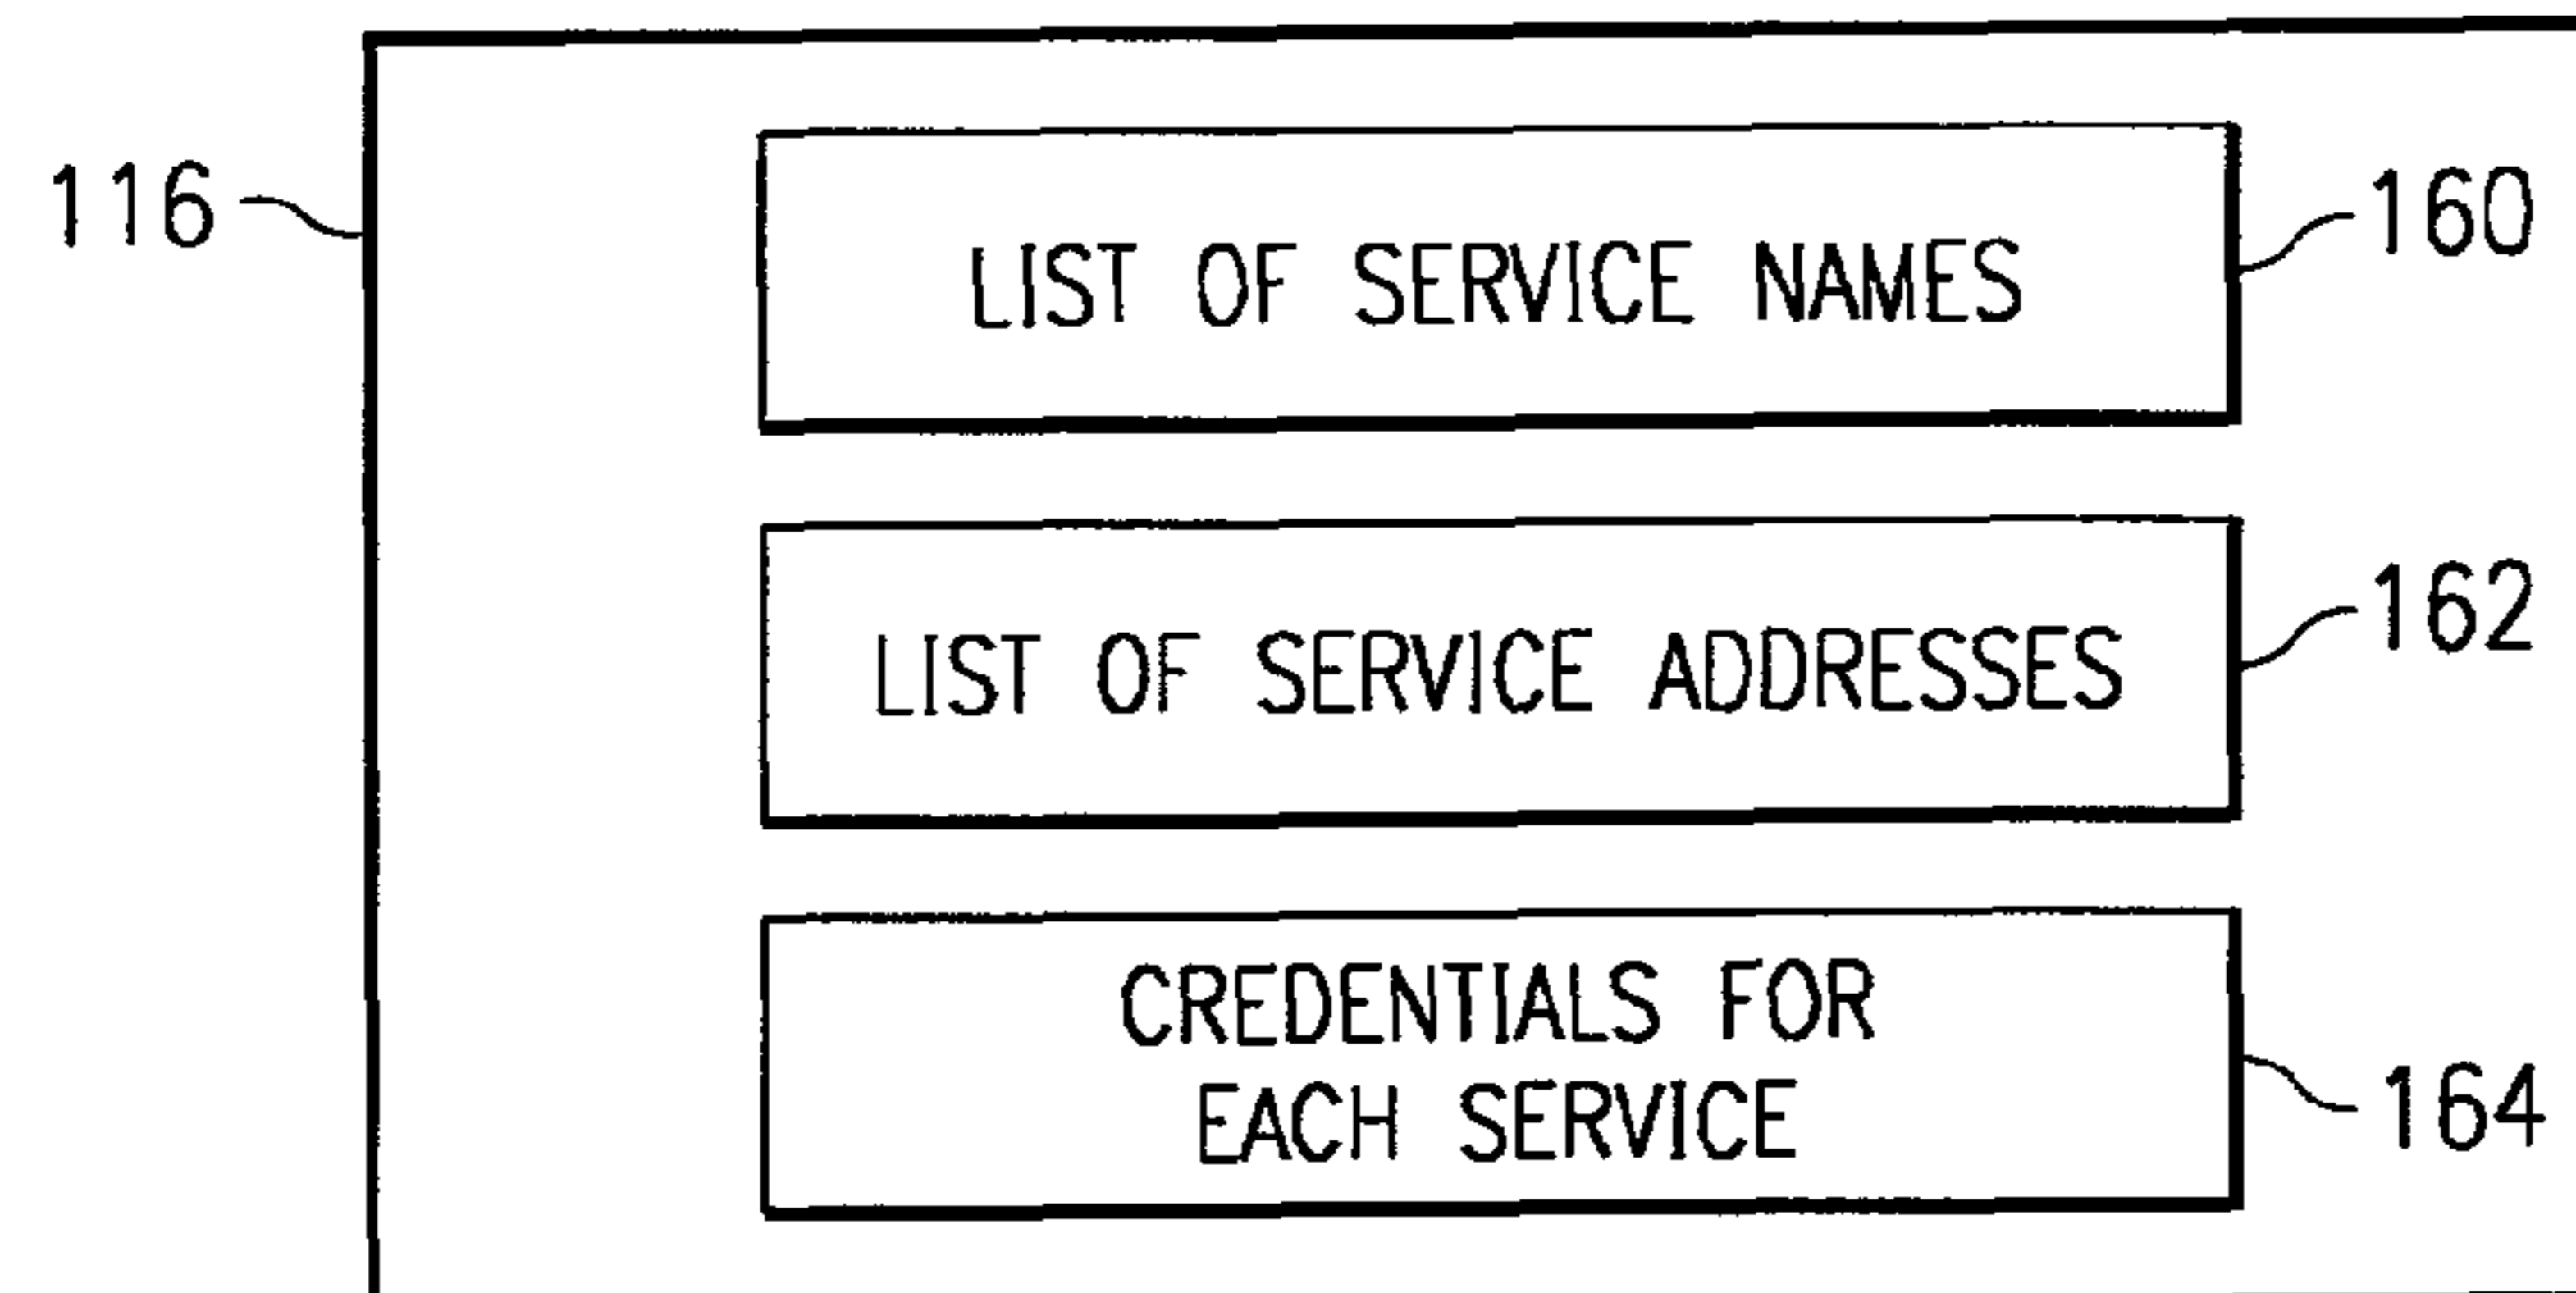 116
LIST OF SERVICE NAMES
160
LIST OF SERVICE ADDRESSES
162
CREDENTIALS FOR
EACH SERVICE
164